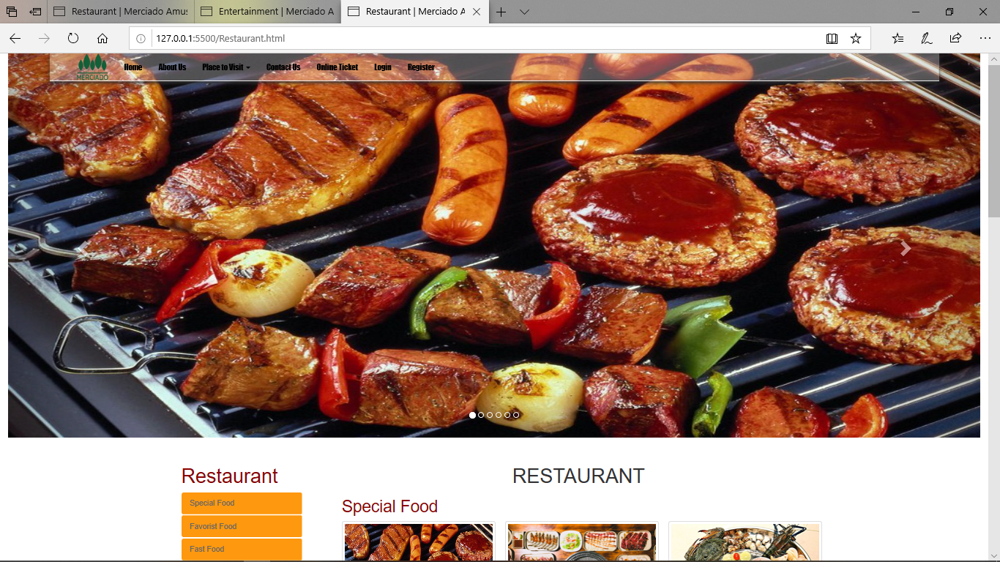 Restaurant | Merciado Amus
Entertainment | Merciado A
Restaurant | Merciado A
127.0.0.1:5500/Restaurant.html
MERCIADO
Home About Us Place to Visit Contact Us Online Ticket Login Register
Restaurant
RESTAURANT
Special Food
Special Food
Favorist Food
Fast Food